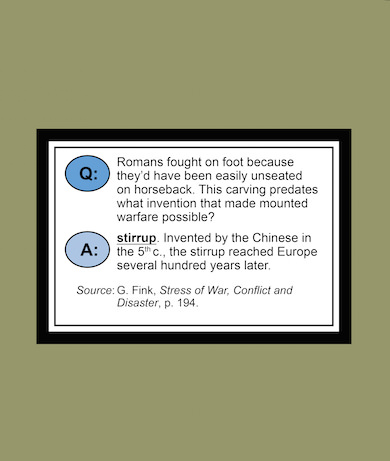 Q: Romans fought on foot because
they'd have been easily unseated
on horseback. This carving predates
what invention that made mounted
warfare possible?
A: stirrup. Invented by the Chinese in
the 5th c., the stirrup reached Europe
several hundred years later.
Source: G. Fink, Stress of War, Conflict and
Disaster, p. 194.